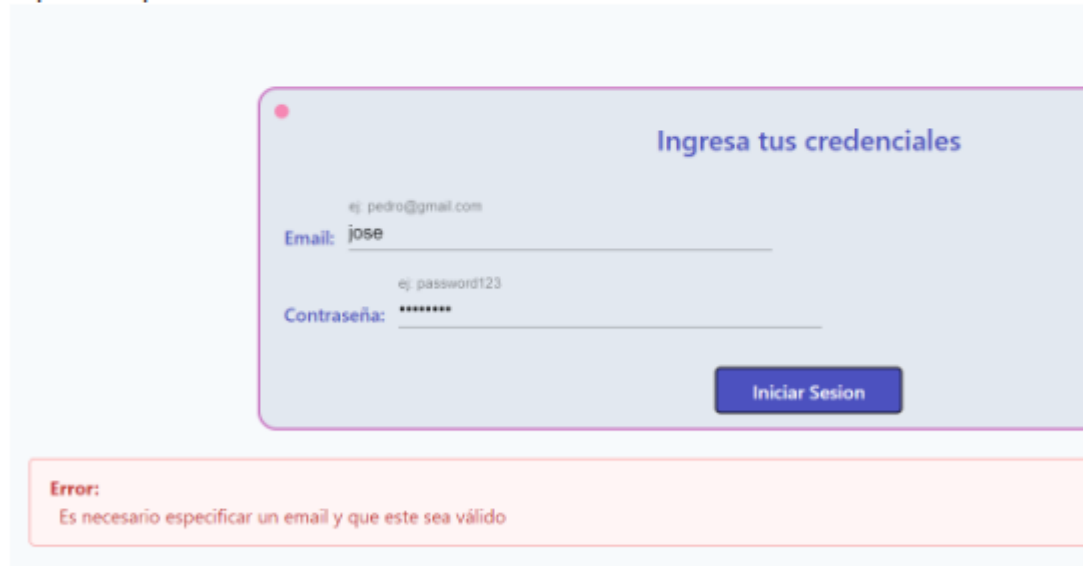 Ingresa tus credenciales
ej: pedro@gmail.com
Email: jose
ej: password123
Contraseña: ••••••••
Iniciar Sesion
Error:
Es necesario especificar un email y que este sea válido